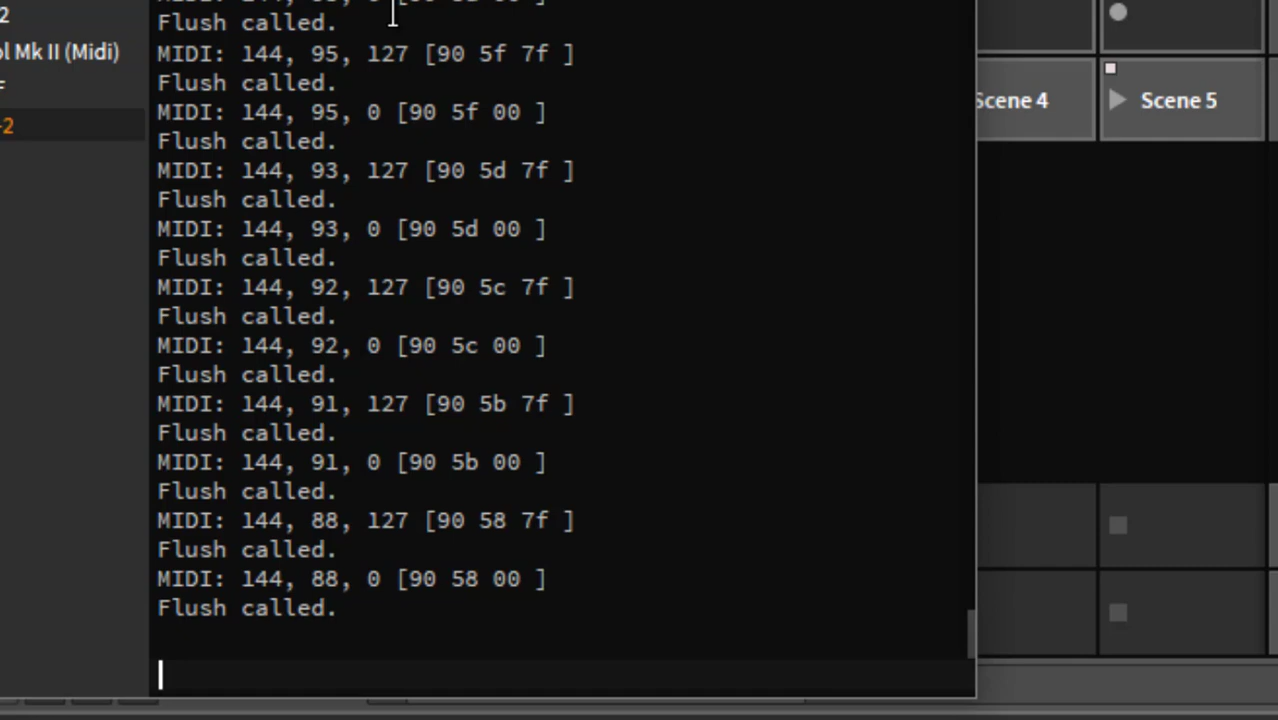 2
Flush called.
MIDI: 144, 95, 127 [90 5f 7f ]
ol Mk II (Midi)
Flush called.
F
MIDI: 144, 95, 0 [90 5f 00 ]
Scene 4
Scene 5
-2
Flush called.
MIDI: 144, 93, 127 [90 5d 7f ]
Flush called.
MIDI: 144, 93, 0 [90 5d 00 ]
Flush called.
MIDI: 144, 92, 127 [90 5c 7f ]
Flush called.
MIDI: 144, 92, 0 [90 5c 00 ]
Flush called.
MIDI: 144, 91, 127 [90 5b 7f ]
Flush called.
MIDI: 144, 91, 0 [90 5b 00 ]
Flush called.
MIDI: 144, 88, 127 [90 58 7f ]
Flush called.
MIDI: 144, 88, 0 [90 58 00 ]
Flush called.